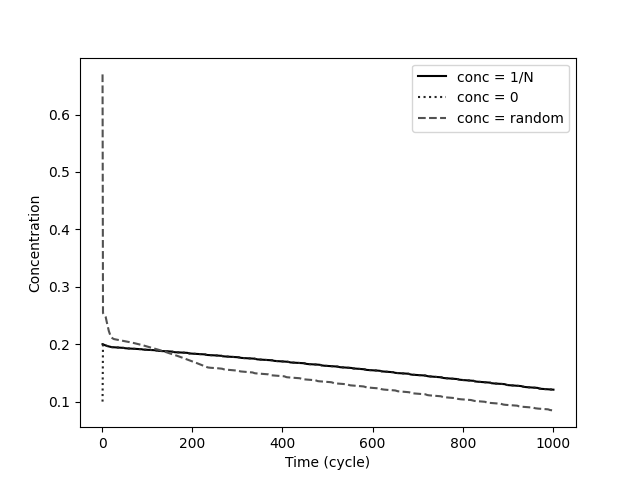 conc = 1/N
conc = 0
conc = random
0.6
0.5
0.4
0.3
0.2
0.1
Concentration
0 200 400 600 800 1000
Time (cycle)